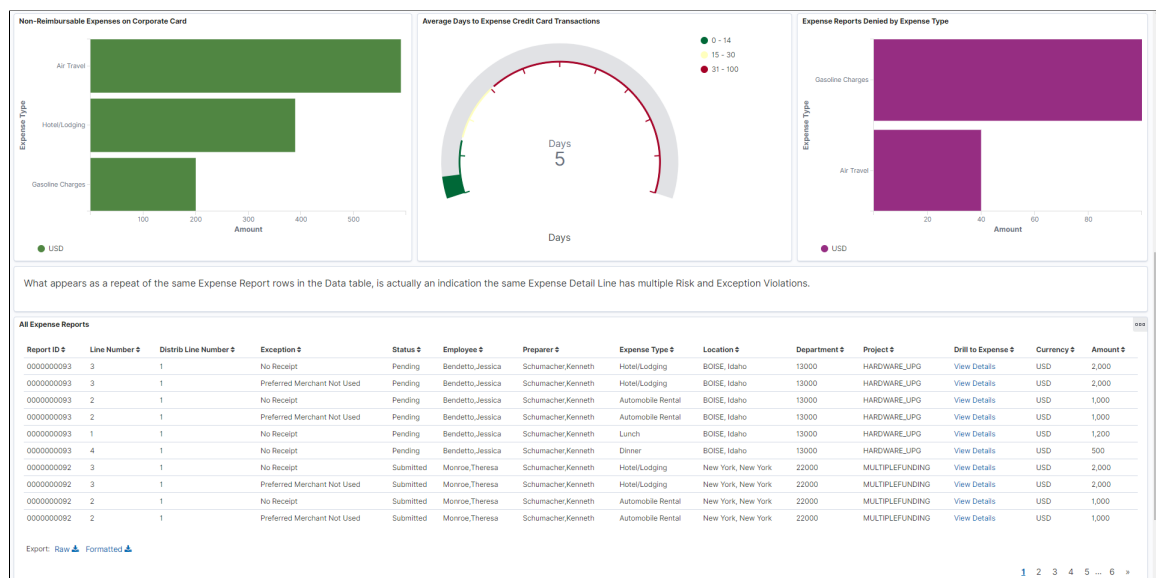 Non-Reimbursable Expenses on Corporate Card
Expense Type
Air Travel
Hotel/Lodging
Gasoline Charges
100 200 300 400 500
Amount
USD
Average Days to Expense Credit Card Transactions
0 - 14
15 - 30
31 - 100
Days
5
Days
Expense Reports Denied by Expense Type
Expense Type
Gasoline Charges
Air Travel
20 40 60 80
Amount
USD
What appears as a repeat of the same Expense Report rows in the Data table, is actually an indication the same Expense Detail Line has multiple Risk and Exception Violations.
All Expense Reports
Report ID Line Number Distrib Line Number Exception Status Employee Preparer Expense Type Location Department Project Drill to Expense Currency Amount
0000000093 3 1 No Receipt Pending Bendetto,Jessica Schumacher,Kenneth Hotel/Lodging BOISE, Idaho 13000 HARDWARE_UPG View Details USD 2,000
0000000093 3 1 Preferred Merchant Not Used Pending Bendetto,Jessica Schumacher,Kenneth Hotel/Lodging BOISE, Idaho 13000 HARDWARE_UPG View Details USD 2,000
0000000093 2 1 No Receipt Pending Bendetto,Jessica Schumacher,Kenneth Automobile Rental BOISE, Idaho 13000 HARDWARE_UPG View Details USD 1,000
0000000093 2 1 Preferred Merchant Not Used Pending Bendetto,Jessica Schumacher,Kenneth Automobile Rental BOISE, Idaho 13000 HARDWARE_UPG View Details USD 1,000
0000000093 1 1 No Receipt Pending Bendetto,Jessica Schumacher,Kenneth Lunch BOISE, Idaho 13000 HARDWARE_UPG View Details USD 1,200
0000000093 4 1 No Receipt Pending Bendetto,Jessica Schumacher,Kenneth Dinner BOISE, Idaho 13000 HARDWARE_UPG View Details USD 500
0000000092 3 1 No Receipt Submitted Monroe,Theresa Schumacher,Kenneth Hotel/Lodging New York, New York 22000 MULTIPLEFUNDING View Details USD 2,000
0000000092 3 1 Preferred Merchant Not Used Submitted Monroe,Theresa Schumacher,Kenneth Hotel/Lodging New York, New York 22000 MULTIPLEFUNDING View Details USD 2,000
0000000092 2 1 No Receipt Submitted Monroe,Theresa Schumacher,Kenneth Automobile Rental New York, New York 22000 MULTIPLEFUNDING View Details USD 1,000
0000000092 2 1 Preferred Merchant Not Used Submitted Monroe,Theresa Schumacher,Kenneth Automobile Rental New York, New York 22000 MULTIPLEFUNDING View Details USD 1,000
Export: Raw Formatted
1 2 3 4 5 ... 6 »